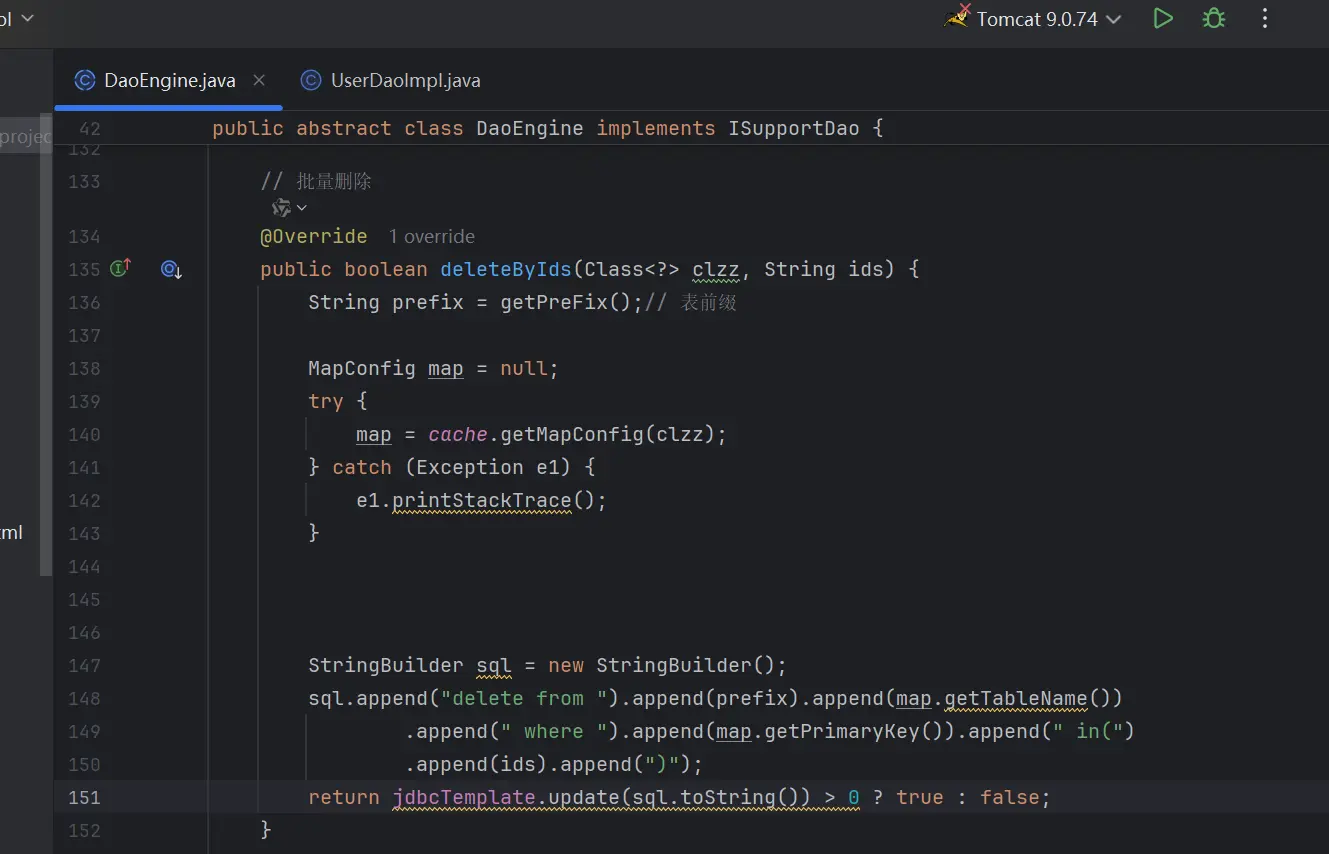 Tomcat 9.0.74
DaoEngine.java
UserDaoImpl.java
42 public abstract class DaoEngine implements ISupportDao {
132
133 // 批量删除
134 @Override 1 override
135 public boolean deleteByIds(Class<?> clzz, String ids) {
136 String prefix = getPreFix();// 表前缀
137
138 MapConfig map = null;
139 try {
140 map = cache.getMapConfig(clzz);
141 } catch (Exception e1) {
142 e1.printStackTrace();
143 }
144
145
146
147 StringBuilder sql = new StringBuilder();
148 sql.append("delete from ").append(prefix).append(map.getTableName())
149 .append(" where ").append(map.getPrimaryKey()).append(" in(")
150 .append(ids).append(")");
151 return jdbcTemplate.update(sql.toString()) > 0 ? true : false;
152 }